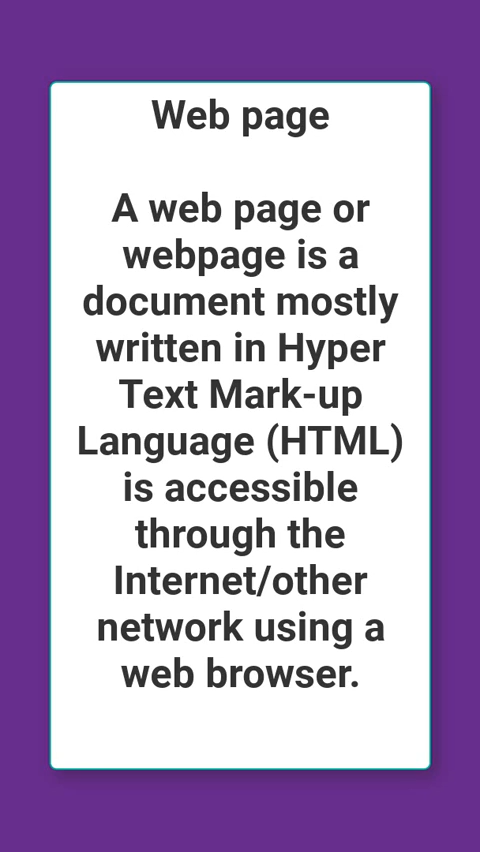 Web page
A web page or
webpage is a
document mostly
written in Hyper
Text Mark-up
Language (HTML)
is accessible
through the
Internet/other
network using a
web browser.